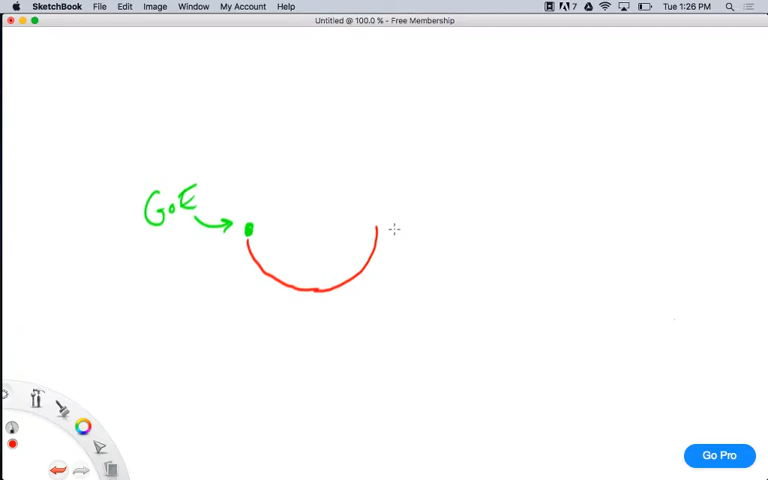 SketchBook File Edit Image Window My Account Help 7 Tue 1:26 PM
Untitled @ 100.0 % - Free Membership
GoE
Go Pro